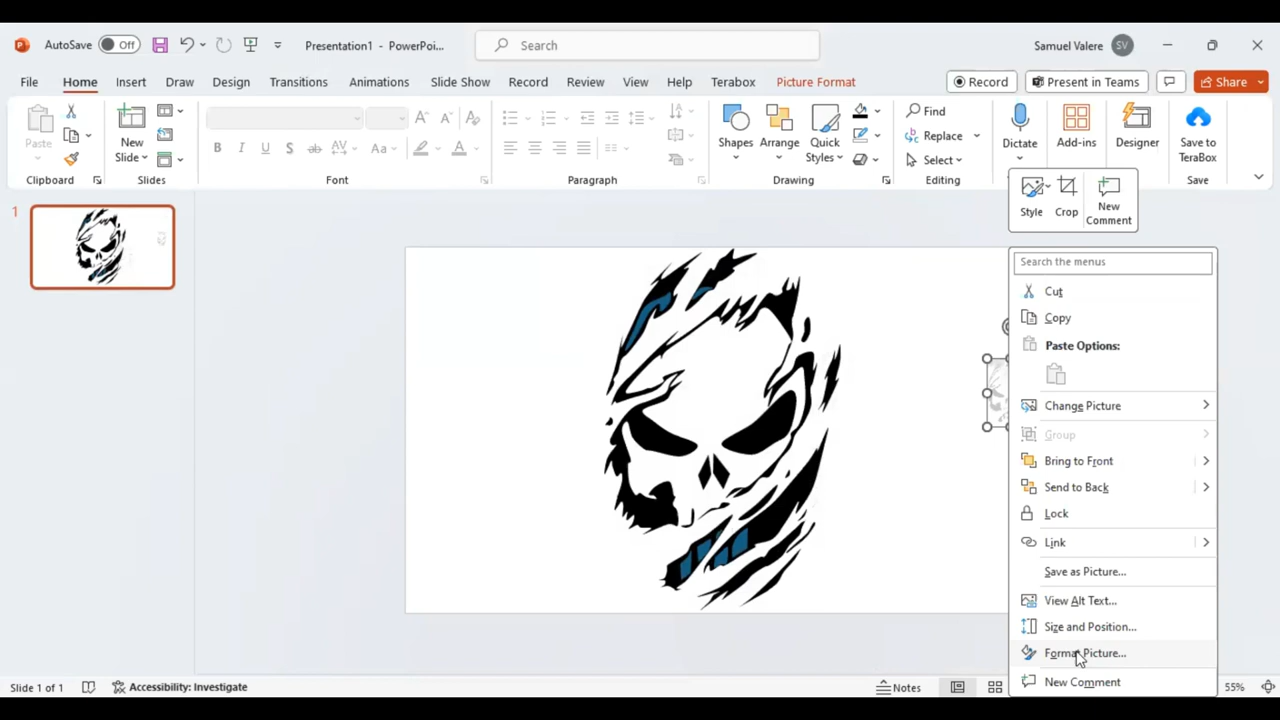 AutoSave Off Presentation1 - PowerPoi... Search Samuel Valere SV
File Home Insert Draw Design Transitions Animations Slide Show Record Review View Help Terabox Picture Format Record Present in Teams Share
Paste New Slide Aa Shapes Arrange Quick Styles Find Replace Select Dictate Add-ins Designer Save to TeraBox
Clipboard Slides Font Paragraph Drawing Editing Save
B I U S ab AV A
1
Style Crop New Comment
Search the menus
Cut
Copy
Paste Options:
Change Picture
Group
Bring to Front
Send to Back
Lock
Link
Save as Picture...
View Alt Text...
Size and Position...
Format Picture...
New Comment
Slide 1 of 1 Accessibility: Investigate Notes 55%